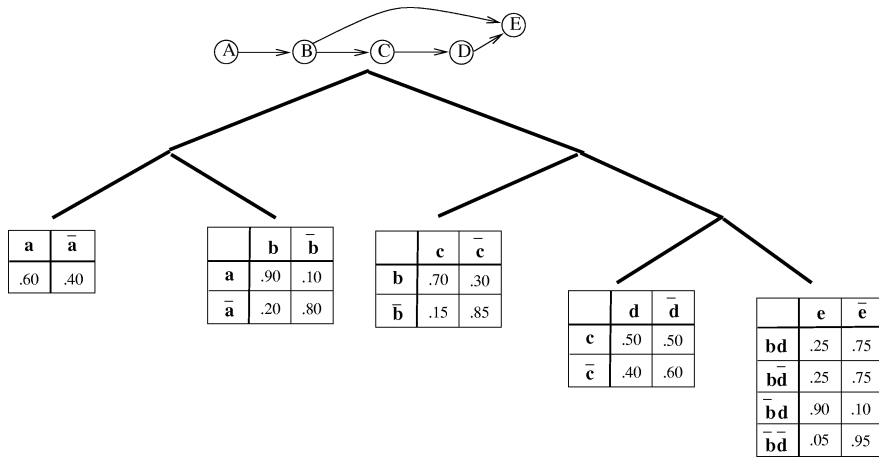 E
A B C D
a a̅
.60 .40
b b̅
a .90 .10
a̅ .20 .80
c c̅
b .70 .30
b̅ .15 .85
d d̅
c .50 .50
c̅ .40 .60
e e̅
bd .25 .75
bd̅ .25 .75
b̅d .90 .10
b̅d̅ .05 .95